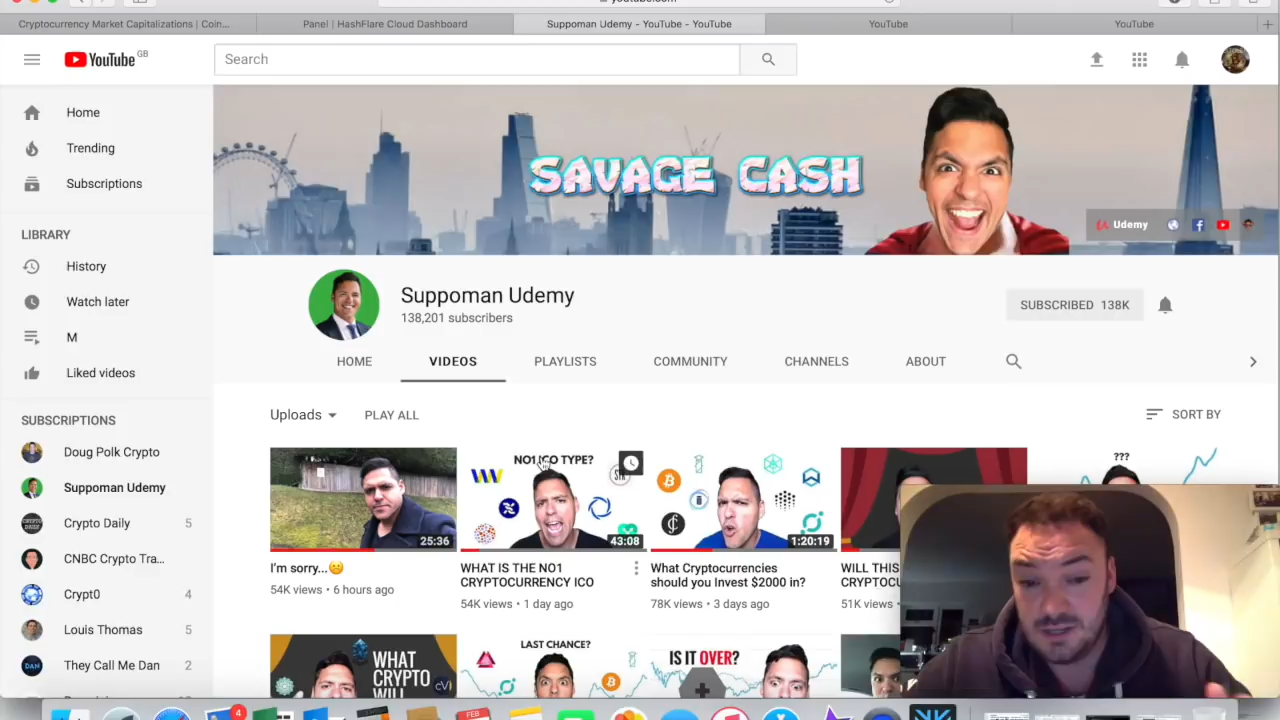 youtube.com
Cryptocurrency Market Capitalizations | Coin...
Panel | HashFlare Cloud Dashboard
Suppoman Udemy - YouTube - YouTube
YouTube
YouTube
YouTube GB
Search
Home
Trending
Subscriptions
LIBRARY
History
Watch later
M
Liked videos
SUBSCRIPTIONS
Doug Polk Crypto
Suppoman Udemy
Crypto Daily 5
CNBC Crypto Tra...
Crypt0 4
Louis Thomas 5
They Call Me Dan 2
DAN
SAVAGE CASH
Udemy
Suppoman Udemy
138,201 subscribers
SUBSCRIBED 138K
HOME
VIDEOS
PLAYLISTS
COMMUNITY
CHANNELS
ABOUT
Uploads
PLAY ALL
SORT BY
25:36
I'm sorry...
54K views • 6 hours ago
NO1 ICO TYPE?
43:08
WHAT IS THE NO1
CRYPTOCURRENCY ICO
54K views • 1 day ago
1:20:19
What Cryptocurrencies
should you Invest $2000 in?
78K views • 3 days ago
WILL THIS
51K views •
???
WHAT
CRYPTO
WILL
LAST CHANCE?
IS IT OVER?
4
FEB